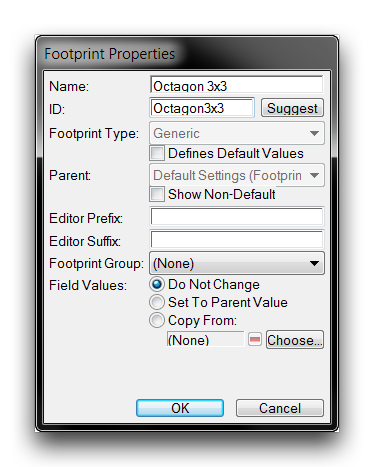 Footprint Properties
Name: Octagon 3x3
ID: Octagon3x3 Suggest
Footprint Type: Generic
Defines Default Values
Parent: Default Settings (Footprin
Show Non-Default
Editor Prefix:
Editor Suffix:
Footprint Group: (None)
Field Values: Do Not Change
Set To Parent Value
Copy From:
(None) Choose...
OK Cancel